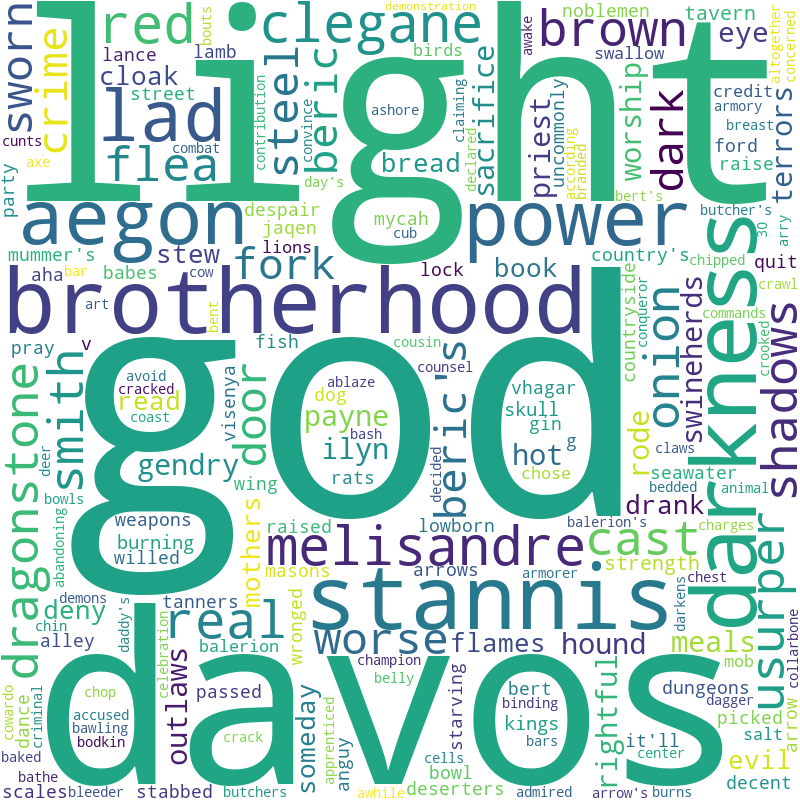 light
god
davos
brotherhood
darkness
stannis
aegon
power
melisandre
lad
clegane
red
brown
dark
shadows
usurper
dragonstone
smith
real
worse
cast
onion
fork
flea
steel
beric
beric's
door
hot
hound
sworn
crime
cloak
lance
street
lamb
bouts
demonstration
birds
bread
sacrifice
priest
worship
terrors
eye
tavern
noblemen
swallow
awake
uncommonly
claiming
declared
according
branded
ford
raise
credit
armory
breast
altogether
concerned
cunts
axe
party
combat
contribution
convince
ashore
day's
despair
jaqen
mycah
cub
lions
stew
mummer's
aha
bar
babes
cow
art
bent
book
lock
country's
butcher's
bert's
30
arry
quit
chipped
crawl
commands
crooked
countryside
conqueror
swineherds
seawater
claws
bedded
animal
rode
chose
drank
balerion's
charges
strength
pray
v
fish
cousin
counsel
avoid
cracked
read
coast
visenya
dog
ablaze
payne
bash
ilyn
rats
vhagar
skull
gin
g
decided
gendry
wing
deer
bowls
abandoning
weapons
burning
willed
mothers
raised
lowborn
masons
arrows
armorer
chest
darkens
mob
collarbone
deny
demons
chin
alley
daddy's
tanners
balerion
celebration
wronged
flames
champion
belly
binding
bert
kings
bars
starving
rightful
meals
dungeons
dagger
picked
salt
arrow
it'll
center
evil
decent
burns
admired
deserters
bowl
cells
anguy
apprenticed
awhile
someday
passed
crack
butchers
stabbed
outlaws
chop
accused
bawling
bodkin
criminal
dance
cowardo
baked
bathe
scales
bleeder